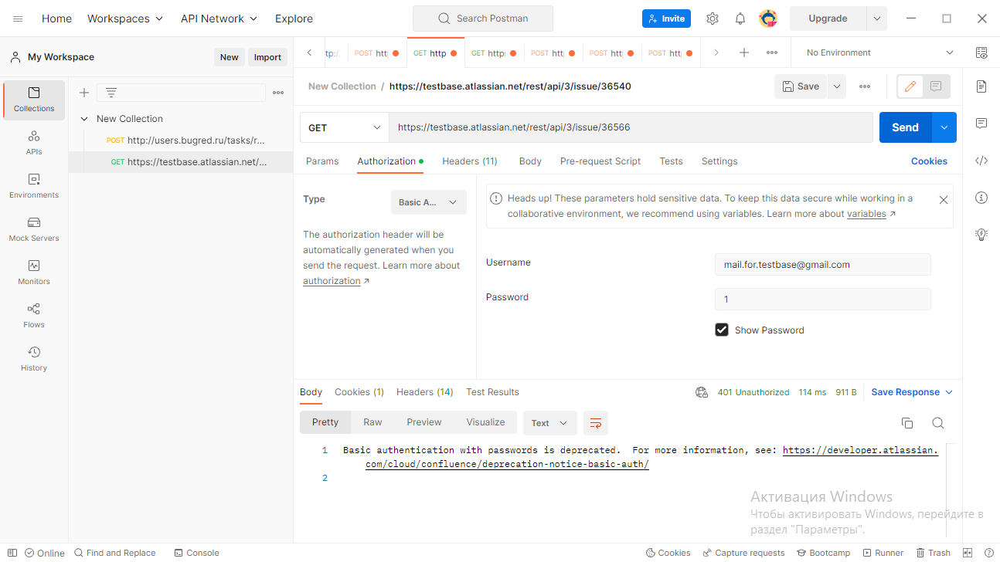 Home Workspaces API Network Explore Search Postman Invite Upgrade
My Workspace New Import
tp:/ POST htt GET http GET http: POST htt POST htt POST htt No Environment
New Collection / https://testbase.atlassian.net/rest/api/3/issue/36540 Save
Collections
APIs
Environments
Mock Servers
Monitors
Flows
History
New Collection
POST http://users.bugred.ru/tasks/r...
GET https://testbase.atlassian.net/...
GET https://testbase.atlassian.net/rest/api/3/issue/36566 Send
Params Authorization Headers (11) Body Pre-request Script Tests Settings Cookies
Type Basic A...
The authorization header will be
automatically generated when you
send the request. Learn more about
authorization ↗
Heads up! These parameters hold sensitive data. To keep this data secure while working in a
collaborative environment, we recommend using variables. Learn more about variables ↗
Username mail.for.testbase@gmail.com
Password 1
Show Password
Body Cookies (1) Headers (14) Test Results 401 Unauthorized 114 ms 911 B Save Response
Pretty Raw Preview Visualize Text
1 Basic authentication with passwords is deprecated.  For more information, see: https://developer.atlassian.
com/cloud/confluence/deprecation-notice-basic-auth/
2
Активация Windows
Чтобы активировать Windows, перейдите в
раздел "Параметры".
Online Find and Replace Console Cookies Capture requests Bootcamp Runner Trash